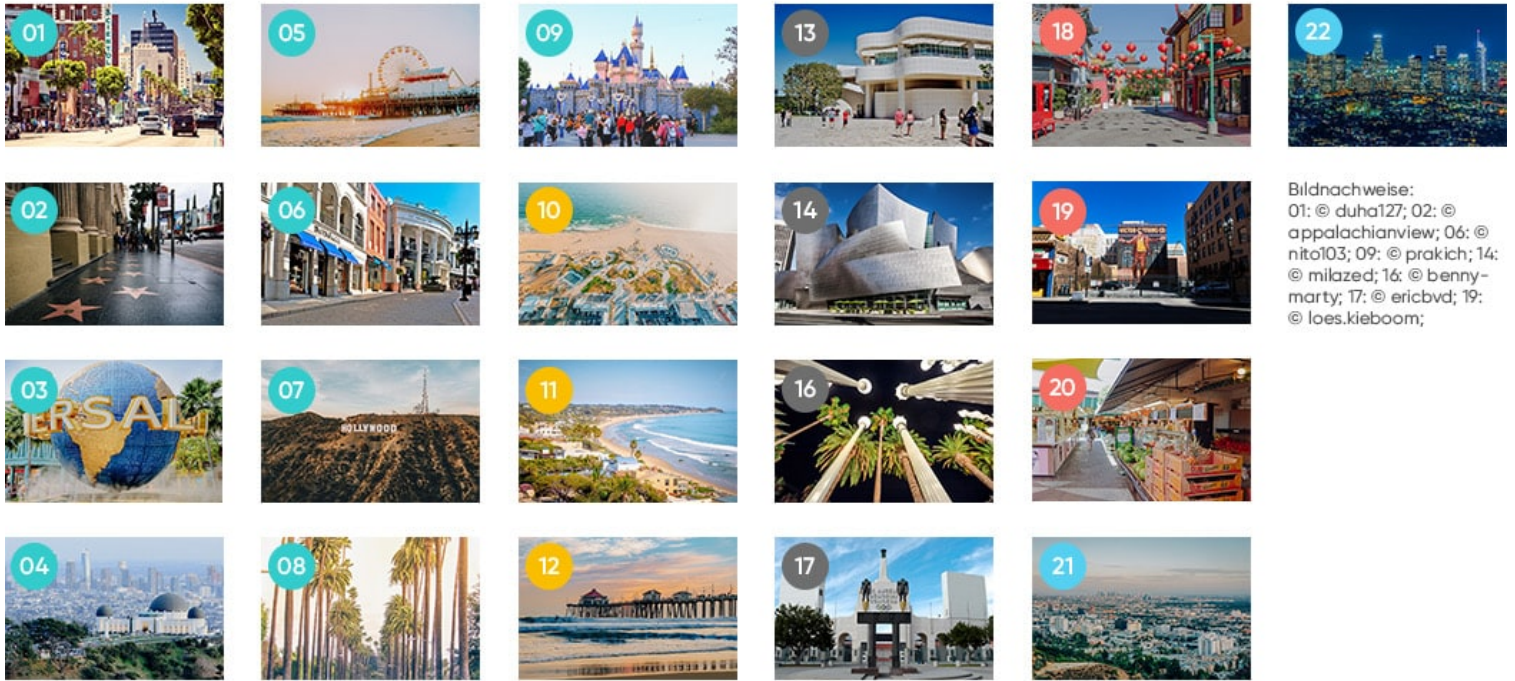 01
05
09
13
18
22
02
06
10
14
19
Bildnachweise:
01: © duha127; 02: ©
appalachianview; 06: ©
nito103; 09: © prakich; 14:
© milazed; 16: © benny-
marty; 17: © ericbvd; 19:
© loes.kieboom;
03
ERSAL
07
HOLLYWOOD
11
16
20
04
08
12
17
21